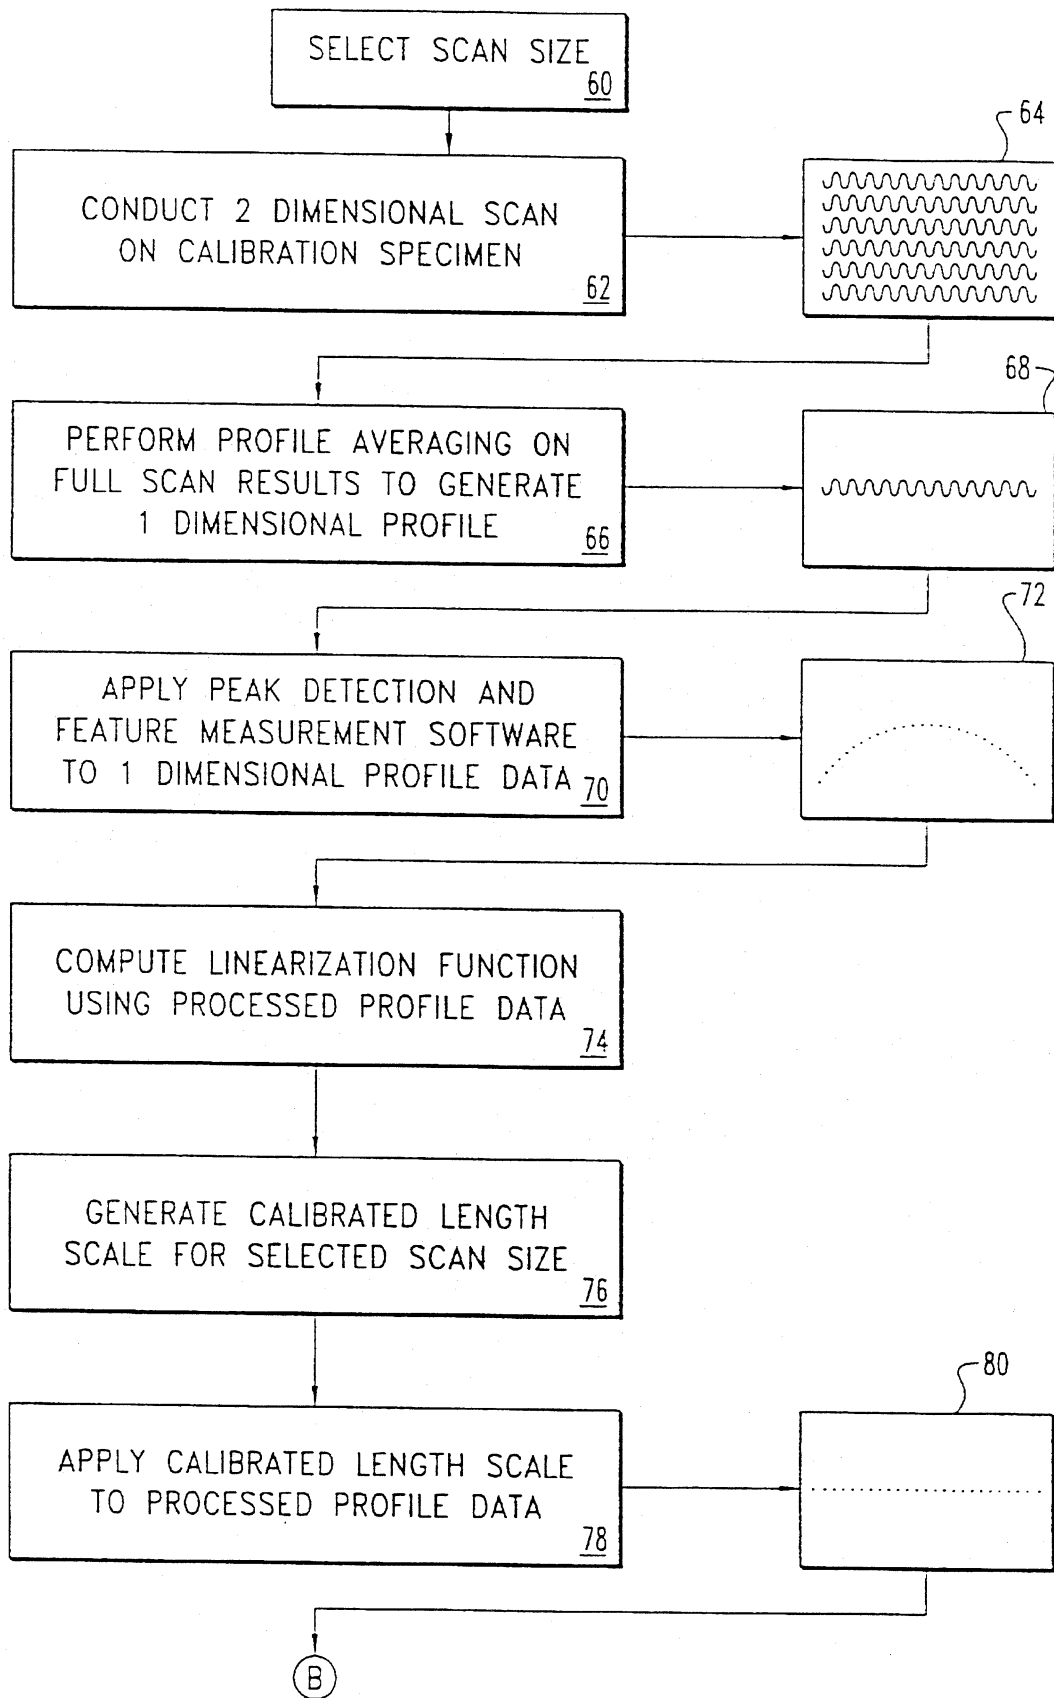 SELECT SCAN SIZE
60
CONDUCT 2 DIMENSIONAL SCAN
ON CALIBRATION SPECIMEN
62
64
PERFORM PROFILE AVERAGING ON
FULL SCAN RESULTS TO GENERATE
1 DIMENSIONAL PROFILE
66
68
APPLY PEAK DETECTION AND
FEATURE MEASUREMENT SOFTWARE
TO 1 DIMENSIONAL PROFILE DATA
70
72
COMPUTE LINEARIZATION FUNCTION
USING PROCESSED PROFILE DATA
74
GENERATE CALIBRATED LENGTH
SCALE FOR SELECTED SCAN SIZE
76
APPLY CALIBRATED LENGTH SCALE
TO PROCESSED PROFILE DATA
78
80
B